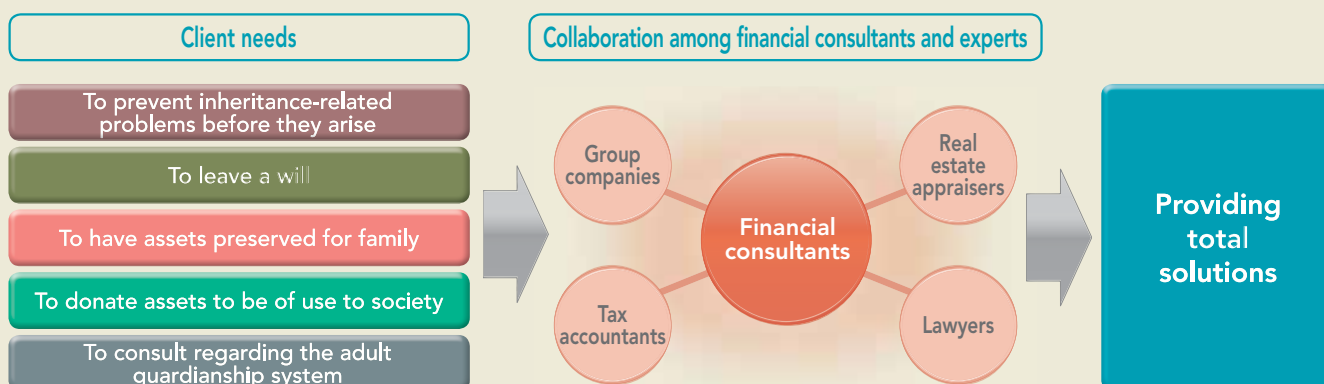 Client needs
Collaboration among financial consultants and experts
To prevent inheritance-related
problems before they arise
To leave a will
To have assets preserved for family
To donate assets to be of use to society
To consult regarding the adult
guardianship system
Group
companies
Real
estate
appraisers
Financial
consultants
Tax
accountants
Lawyers
Providing
total
solutions